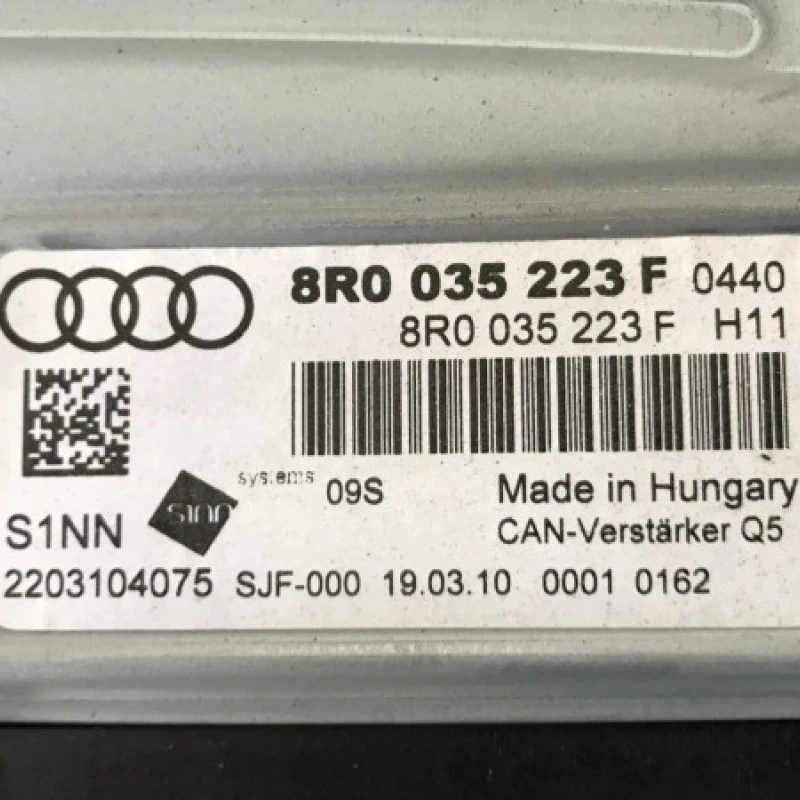 8R0 035 223 F 0440
8R0 035 223 F H11
systems
sinn
09S
Made in Hungary
S1NN
CAN-Verstärker Q5
2203104075 SJF-000 19.03.10 0001 0162